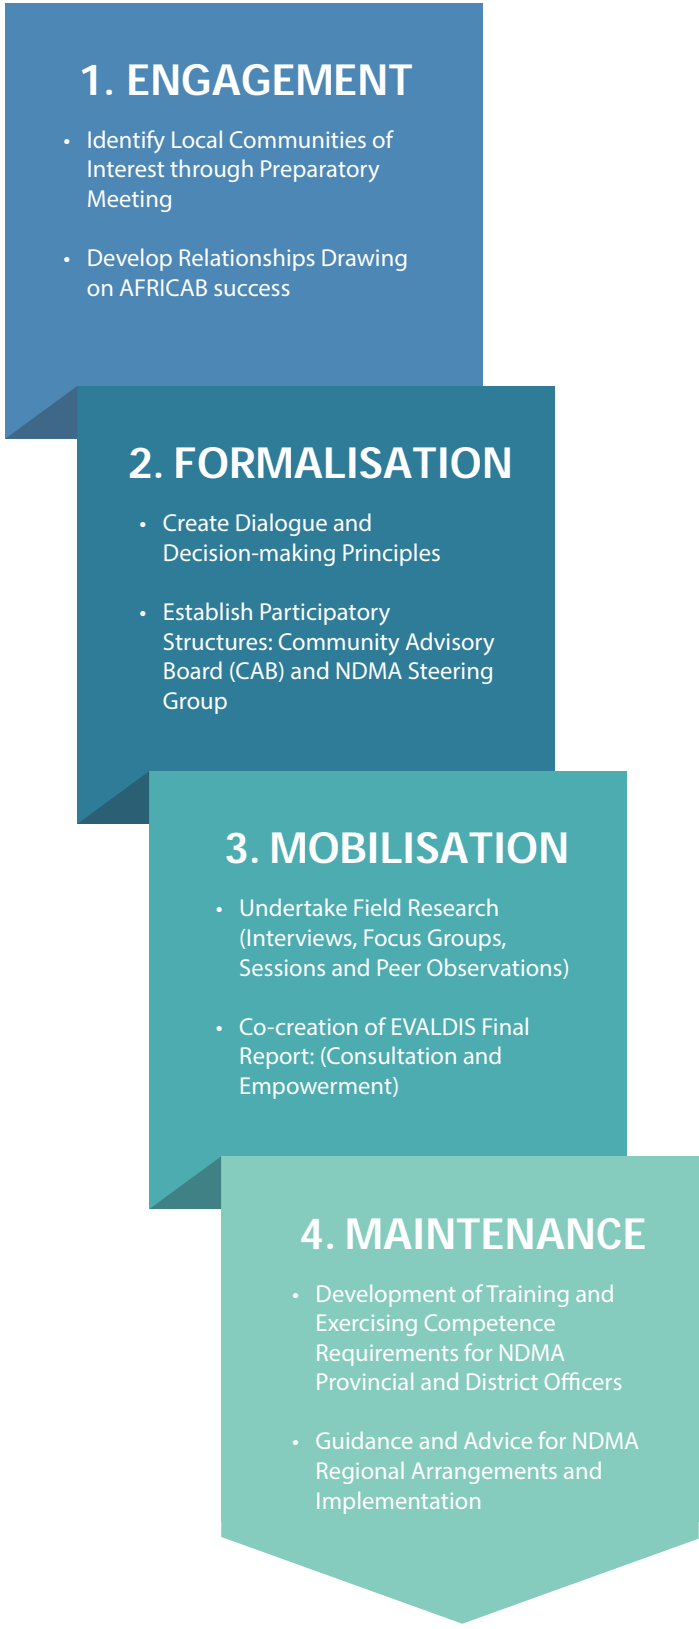 1. ENGAGEMENT
• Identify Local Communities of
Interest through Preparatory
Meeting
• Develop Relationships Drawing
on AFRICAB success
2. FORMALISATION
• Create Dialogue and
Decision-making Principles
• Establish Participatory
Structures: Community Advisory
Board (CAB) and NDMA Steering
Group
3. MOBILISATION
• Undertake Field Research
(Interviews, Focus Groups,
Sessions and Peer Observations)
• Co-creation of EVALDIS Final
Report: (Consultation and
Empowerment)
4. MAINTENANCE
• Development of Training and
Exercising Competence
Requirements for NDMA
Provincial and District Officers
• Guidance and Advice for NDMA
Regional Arrangements and
Implementation